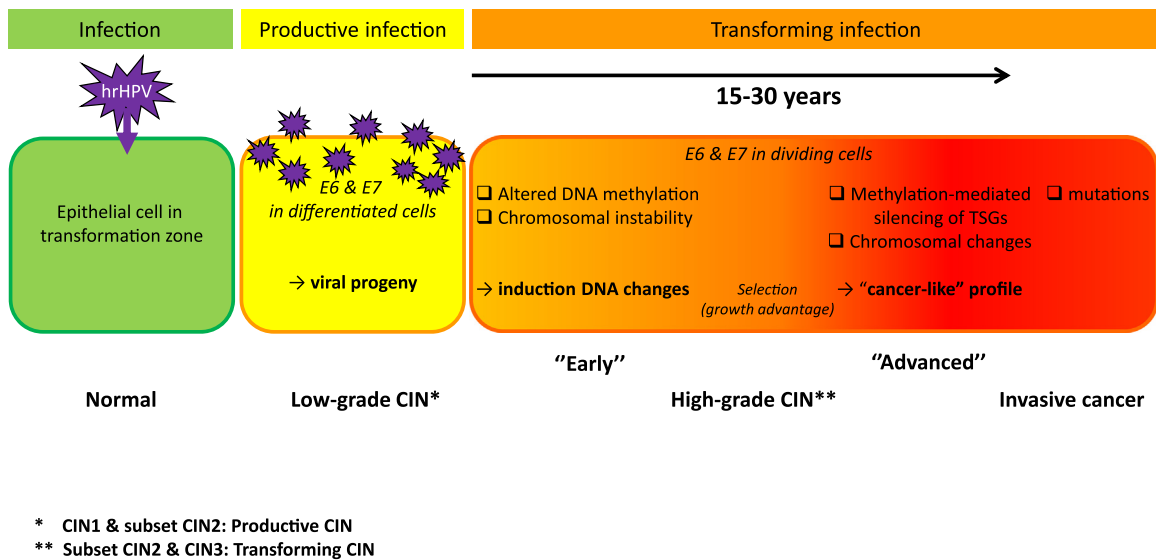 Infection
Productive infection
Transforming infection
hrHPV
15-30 years
Epithelial cell in
transformation zone
E6 & E7
in differentiated cells
→ viral progeny
E6 & E7 in dividing cells
❑ Altered DNA methylation
❑ Chromosomal instability
→ induction DNA changes
Selection
(growth advantage)
❑ Methylation-mediated
silencing of TSGs
❑ Chromosomal changes
→ “cancer-like” profile
❑ mutations
‘’Early’’
‘’Advanced’’
Normal
Low-grade CIN*
High-grade CIN**
Invasive cancer
* CIN1 & subset CIN2: Productive CIN
** Subset CIN2 & CIN3: Transforming CIN